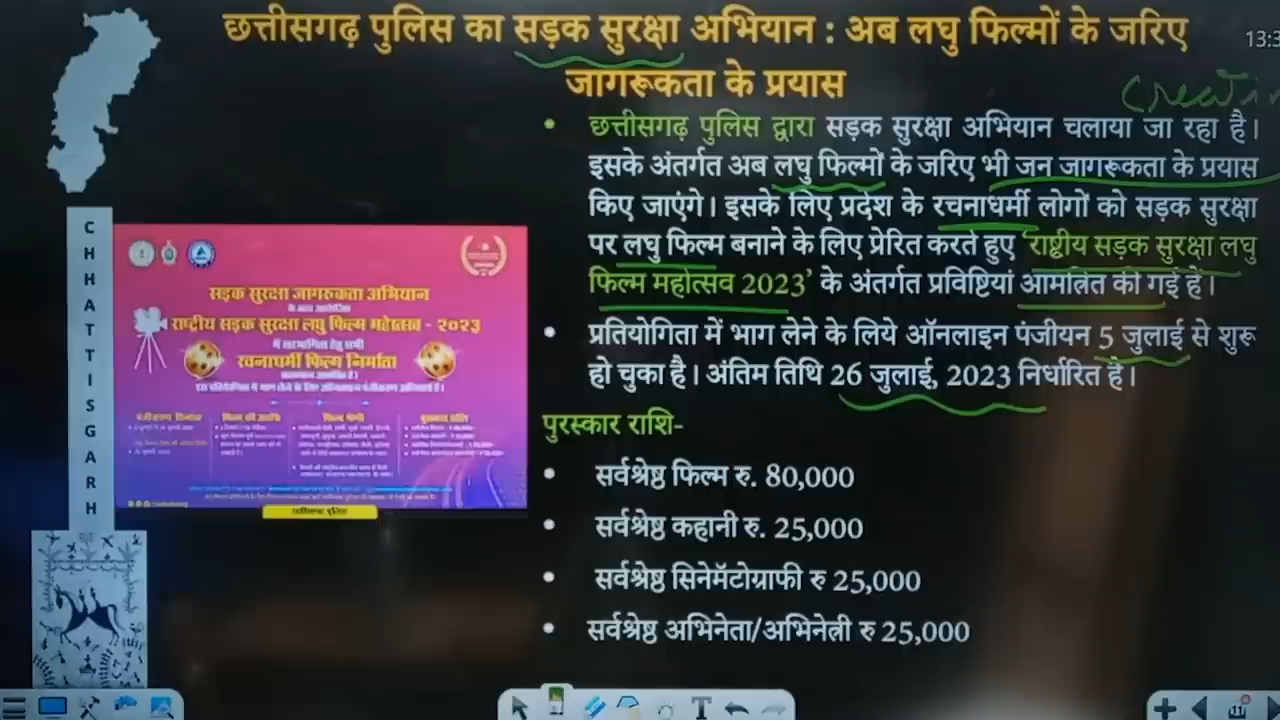 छत्तीसगढ़ पुलिस का सड़क सुरक्षा अभियान : अब लघु फिल्मों के जरिए
जागरूकता के प्रयास
• छत्तीसगढ़ पुलिस द्वारा सड़क सुरक्षा अभियान चलाया जा रहा है।
इसके अंतर्गत अब लघु फिल्मों के जरिए भी जन जागरूकता के प्रयास
किए जाएंगे। इसके लिए प्रदेश के रचनाधर्मी लोगों को सड़क सुरक्षा
पर लघु फिल्म बनाने के लिए प्रेरित करते हुए 'राष्ट्रीय सड़क सुरक्षा लघु
फिल्म महोत्सव 2023' के अंतर्गत प्रविष्टियां आमंत्रित की गई हैं।
• प्रतियोगिता में भाग लेने के लिये ऑनलाइन पंजीयन 5 जुलाई से शुरू
हो चुका है। अंतिम तिथि 26 जुलाई, 2023 निर्धारित है।
पुरस्कार राशि-
• सर्वश्रेष्ठ फिल्म रु. 80,000
• सर्वश्रेष्ठ कहानी रु. 25,000
• सर्वश्रेष्ठ सिनेमॅटोग्राफी रु 25,000
• सर्वश्रेष्ठ अभिनेता/अभिनेत्री रु 25,000
CHHATTISGARH
सड़क सुरक्षा जागरूकता अभियान
राष्ट्रीय सड़क सुरक्षा लघु फिल्म महोत्सव - २०२३
रचनाधर्मी फिल्म निर्माता